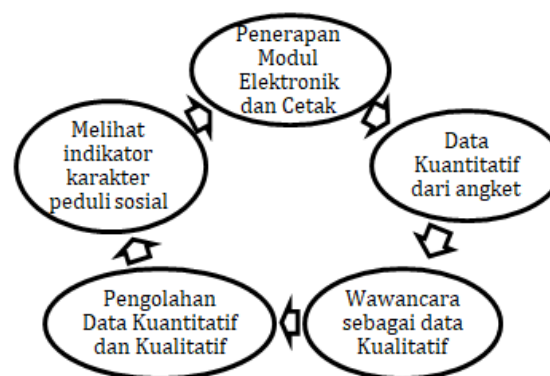 Penerapan
Modul
Elektronik
dan Cetak
Data
Kuantitatif
dari angket
Wawancara
sebagai data
Kualitatif
Pengolahan
Data Kuantitatif
dan Kualitatif
Melihat
indikator
karakter
peduli sosial